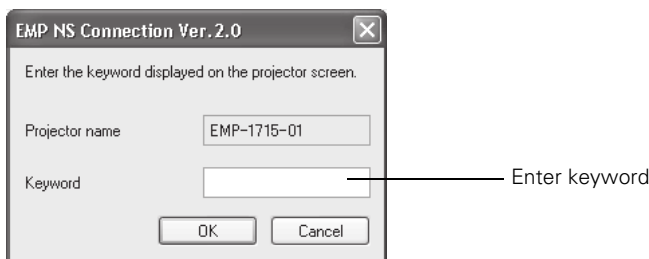 EMP NS Connection Ver.2.0
Enter the keyword displayed on the projector screen.
Projector name EMP-1715-01
Keyword
Enter keyword
OK Cancel